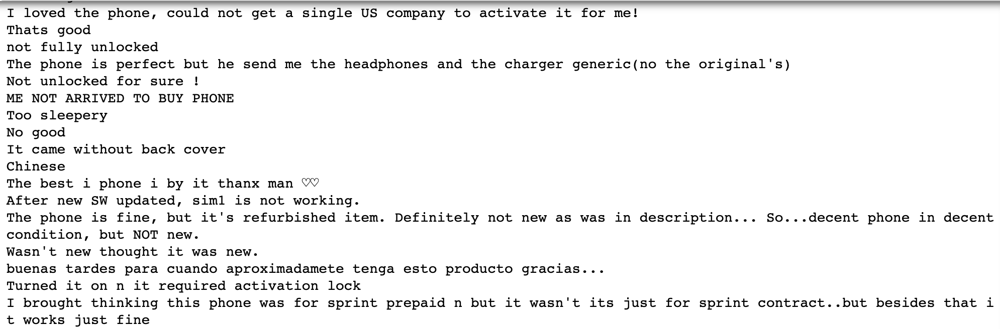 I loved the phone, could not get a single US company to activate it for me!
Thats good
not fully unlocked
The phone is perfect but he send me the headphones and the charger generic(no the original's)
Not unlocked for sure !
ME NOT ARRIVED TO BUY PHONE
Too sleepery
No good
It came without back cover
Chinese
The best i phone i by it thanx man ♡♡
After new SW updated, sim1 is not working.
The phone is fine, but it's refurbished item. Definitely not new as was in description... So...decent phone in decent
condition, but NOT new.
Wasn't new thought it was new.
buenas tardes para cuando aproximadamete tenga esto producto gracias...
Turned it on n it required activation lock
I brought thinking this phone was for sprint prepaid n but it wasn't its just for sprint contract..but besides that i
t works just fine